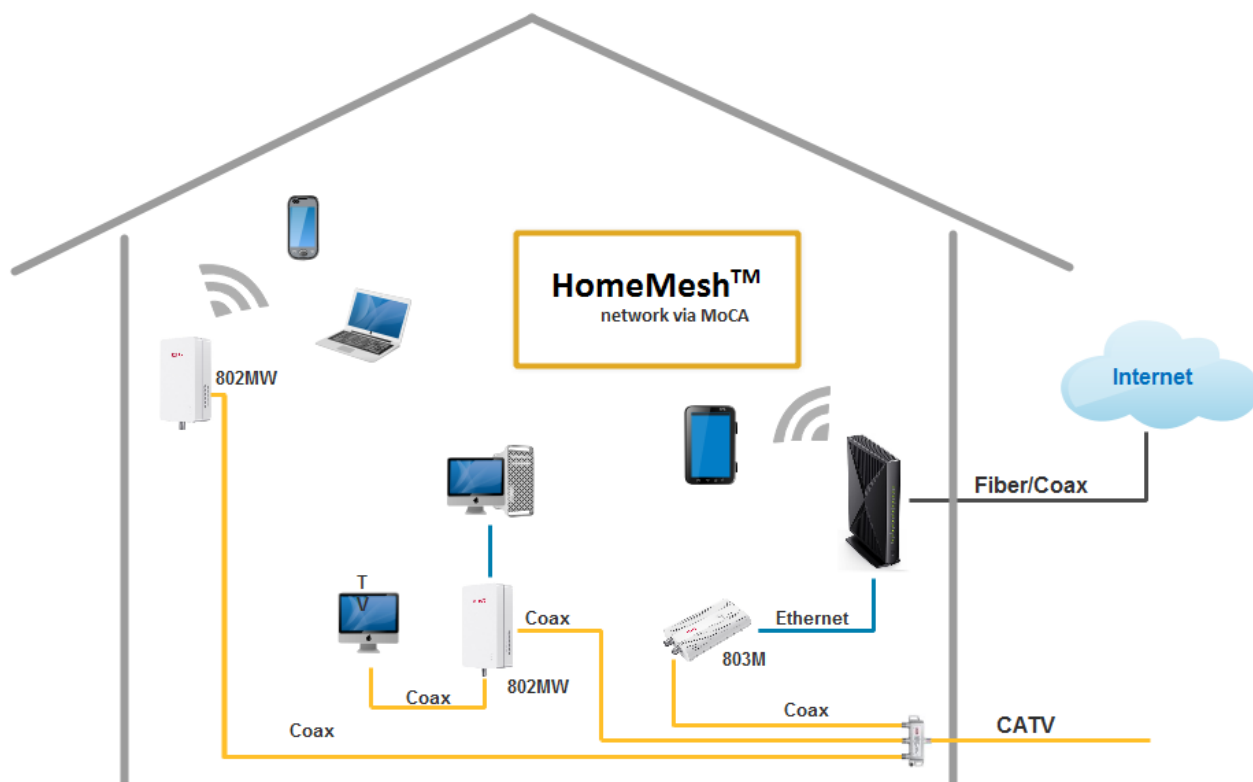 HomeMesh™
network via MoCA
802MW
Internet
Fiber/Coax
T
V
Coax
Ethernet
803M
802MW
Coax
Coax
Coax
CATV